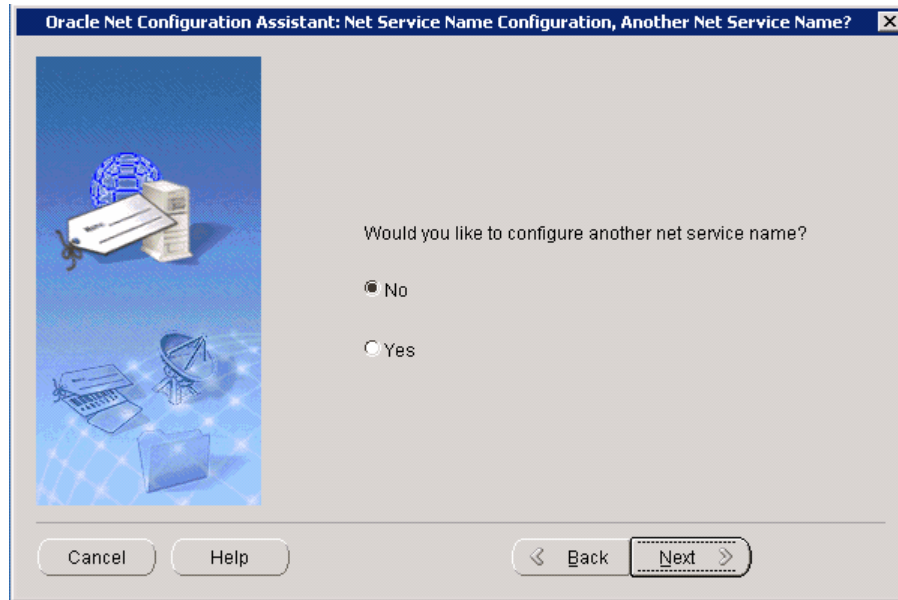 Oracle Net Configuration Assistant: Net Service Name Configuration, Another Net Service Name?
Would you like to configure another net service name?
No
Yes
Cancel
Help
Back
Next